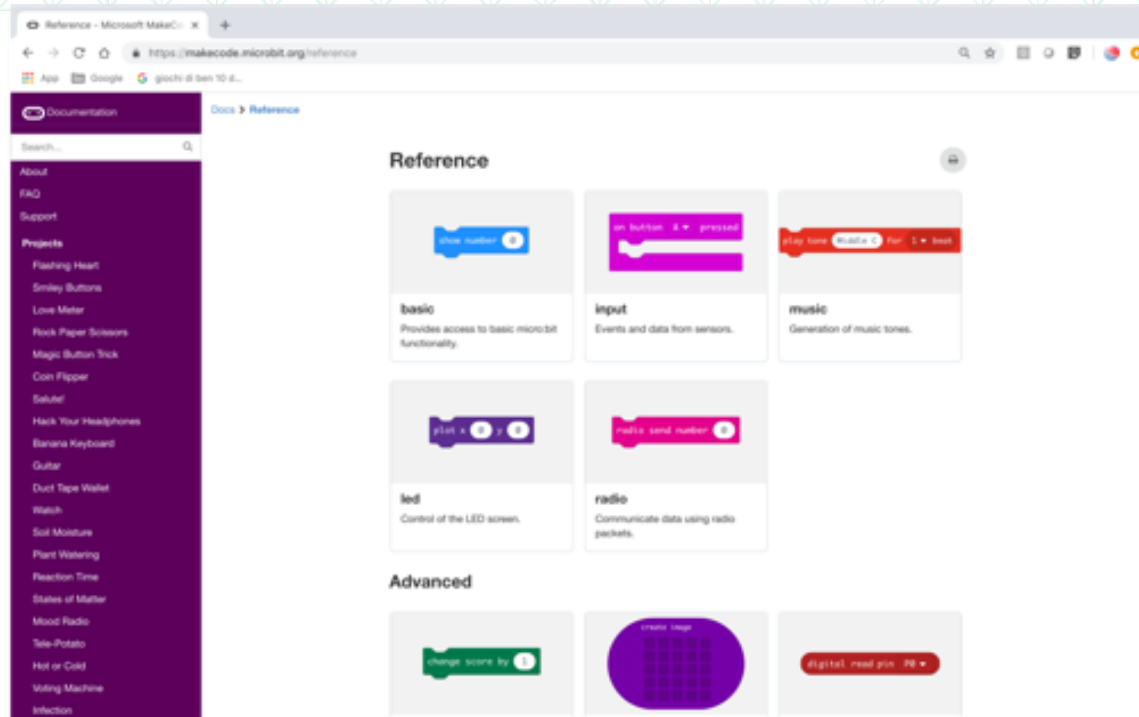 Reference - Microsoft MakeCo
https://makecode.microbit.org/reference
App
Google
giochi di ben 10 d...
Documentation
Search...
About
FAQ
Support
Projects
Flashing Heart
Smiley Buttons
Love Meter
Rock Paper Scissors
Magic Button Trick
Coin Flipper
Salute!
Hack Your Headphones
Banana Keyboard
Guitar
Duct Tape Wallet
Watch
Soil Moisture
Plant Watering
Reaction Time
States of Matter
Mood Radio
Tele-Potato
Hot or Cold
Voting Machine
Infection
Docs > Reference
Reference
show number 0
basic
Provides access to basic micro:bit
functionality.
on button A pressed
input
Events and data from sensors.
play tone Middle C for 1 beat
music
Generation of music tones.
plot x 0 y 0
led
Control of the LED screen.
radio send number 0
radio
Communicate data using radio
packets.
Advanced
change score by 1
create image
digital read pin P0